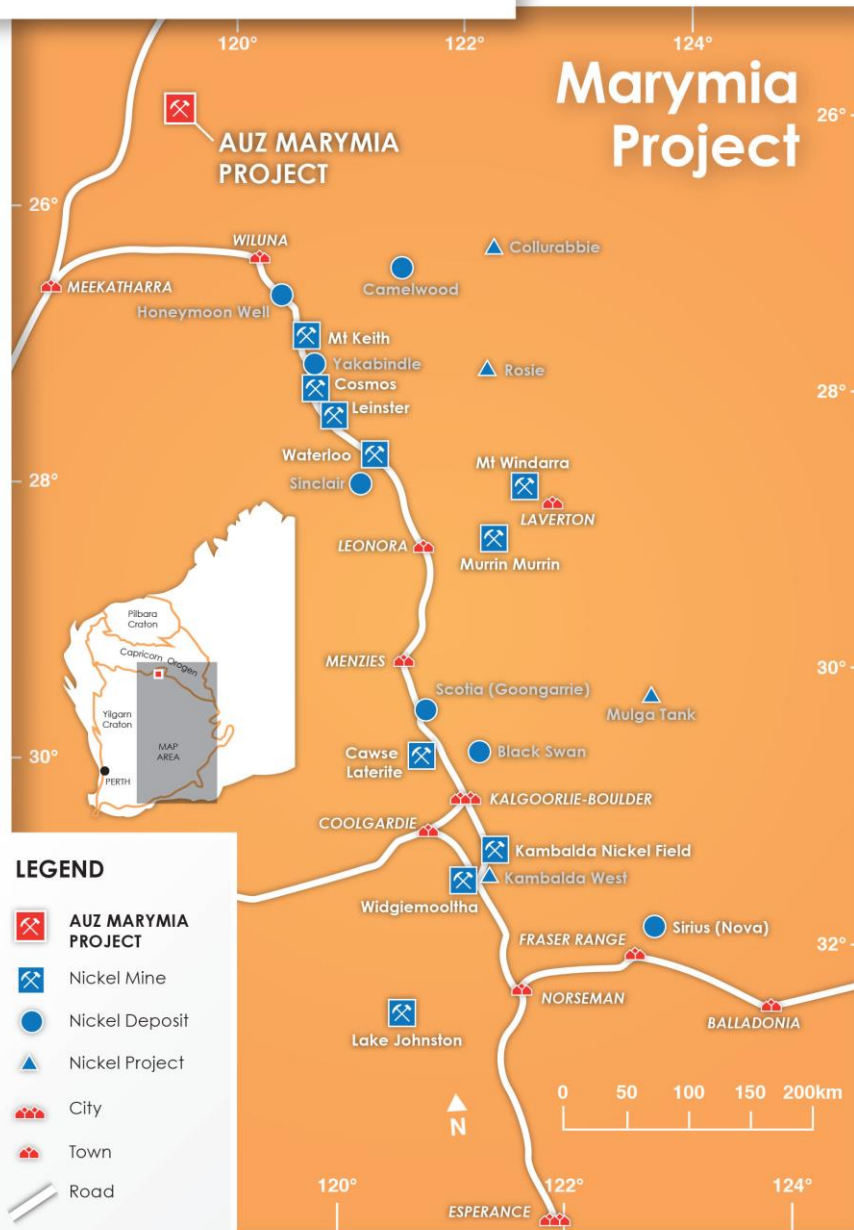 120°
122°
124°
Marymia
Project
26°
AUZ MARYMIA
PROJECT
26°
WILUNA
Collurabbie
MEEKATHARRA
Camelwood
Honeymoon Well
Mt Keith
Yakabindle
Rosie
Cosmos
28°
Leinster
Waterloo
Mt Windarra
28°
Sinclair
LAVERTON
LEONORA
Murrin Murrin
Pilbara
Craton
Capricorn Orogen
MENZIES
30°
Scotia (Goongarrie)
Mulga Tank
Yilgarn
Craton
MAP
AREA
30°
Cawse
Laterite
Black Swan
PERTH
KALGOORLIE-BOULDER
COOLGARDIE
Kambalda Nickel Field
Kambalda West
Widgiemooltha
Sirius (Nova)
FRASER RANGE
32°
NORSEMAN
BALLADONIA
Lake Johnston
LEGEND
AUZ MARYMIA
PROJECT
Nickel Mine
Nickel Deposit
Nickel Project
City
Town
Road
0 50 100 150 200km
N
120°
122°
124°
ESPERANCE